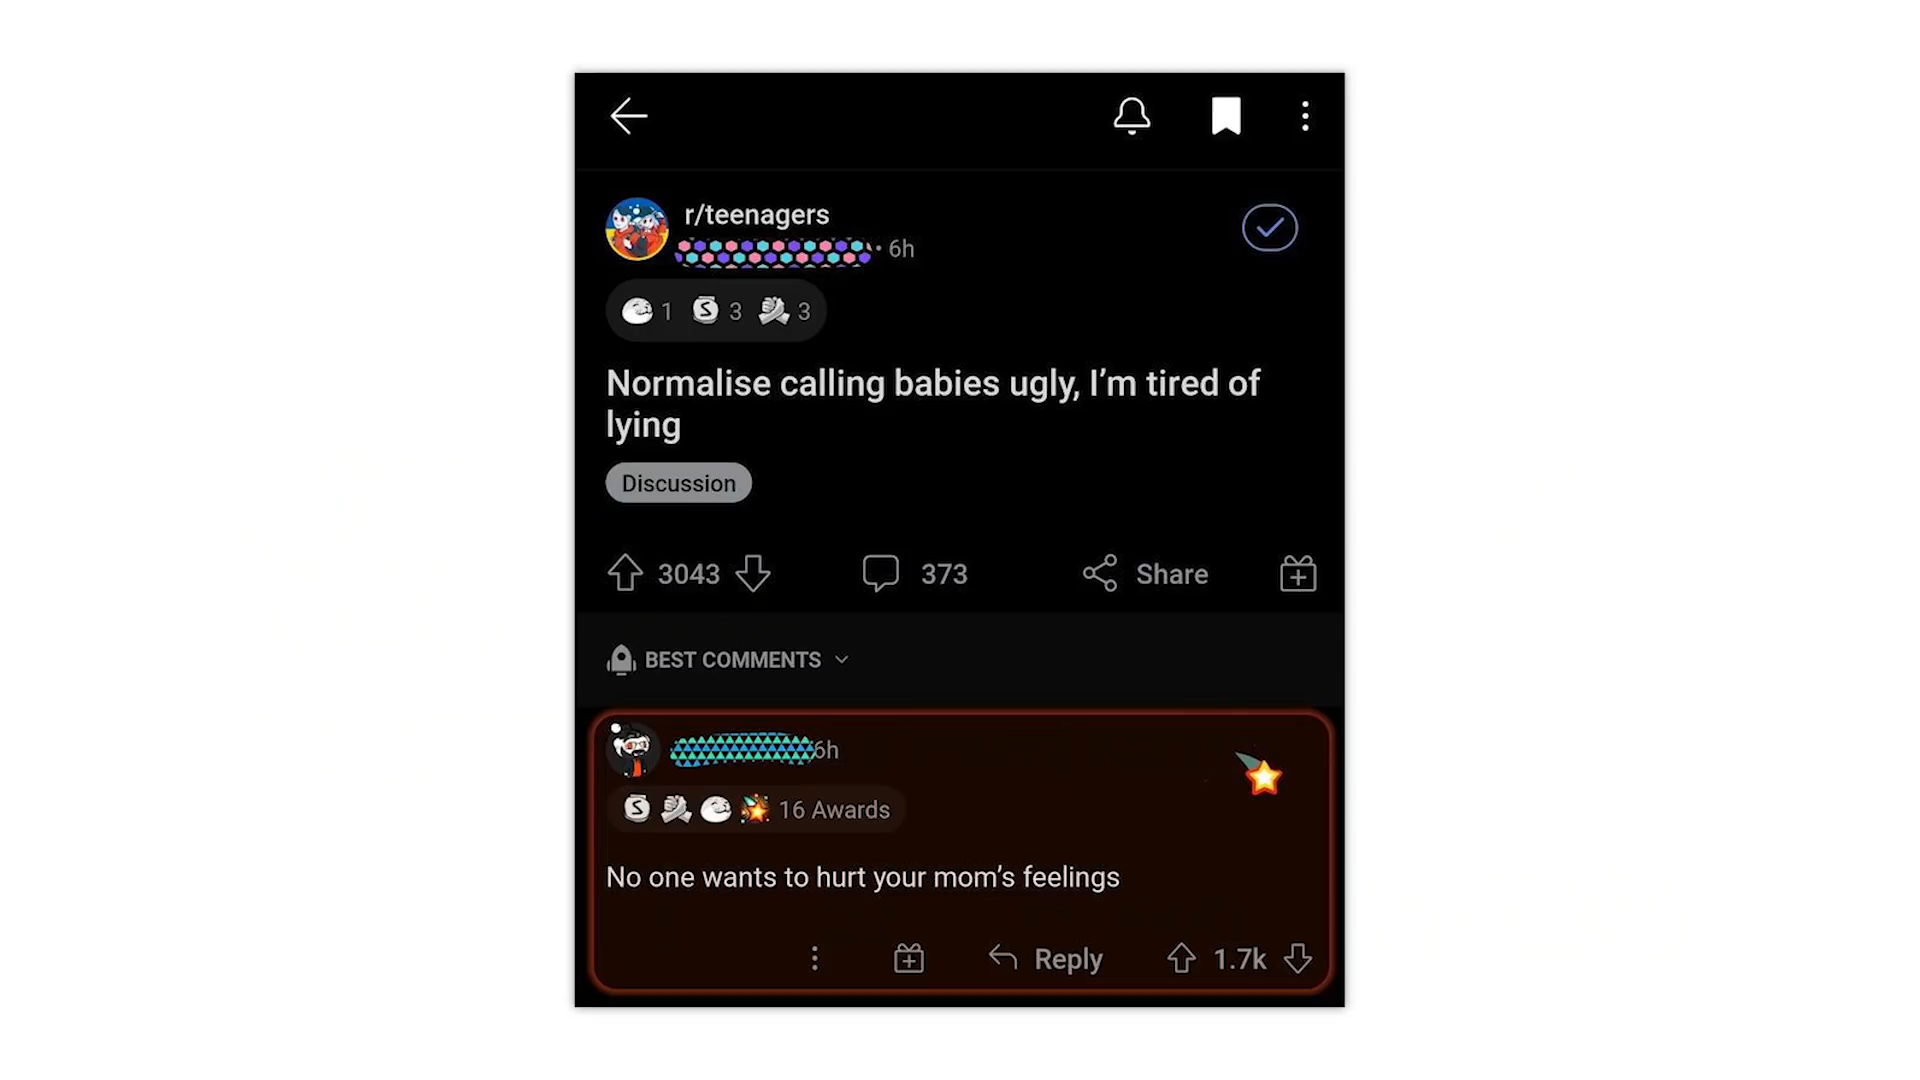 r/teenagers
• 6h
1 3 3
Normalise calling babies ugly, I’m tired of
lying
Discussion
3043 373 Share
BEST COMMENTS
6h
16 Awards
No one wants to hurt your mom’s feelings
Reply 1.7k